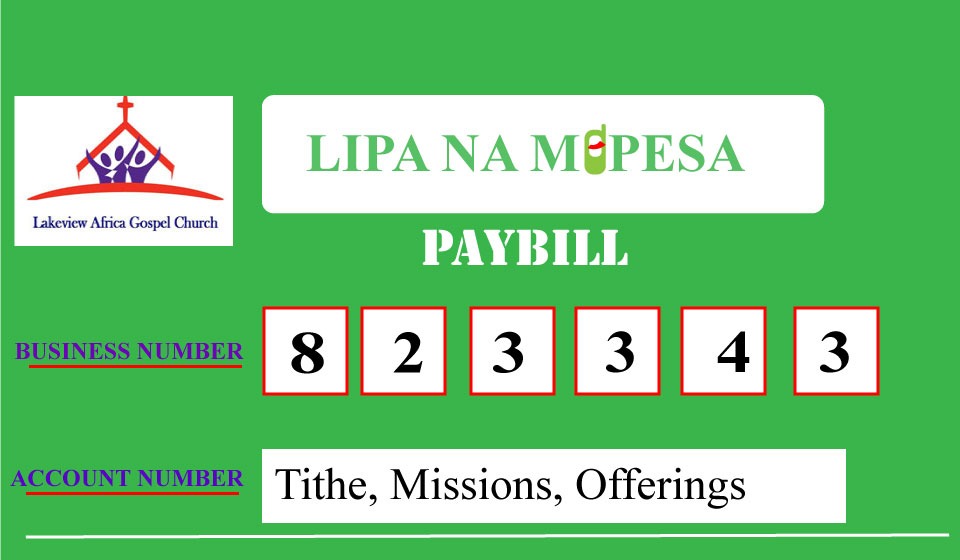 Lakeview Africa Gospel Church
LIPA NA M PESA
PAYBILL
BUSINESS NUMBER 8 2 3 3 4 3
ACCOUNT NUMBER Tithe, Missions, Offerings